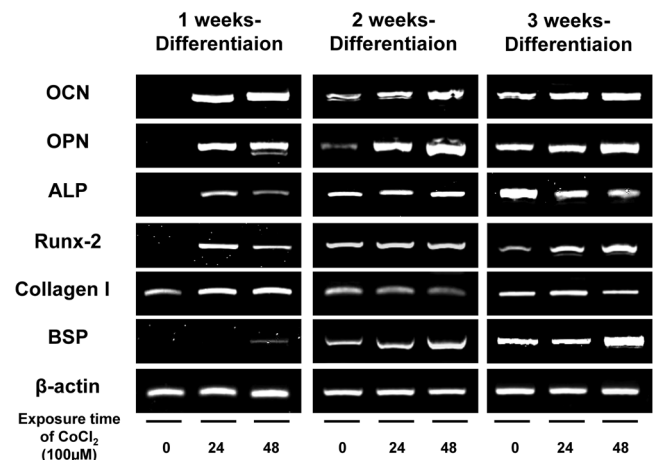 1 weeks-
Differentiaion
2 weeks-
Differentiaion
3 weeks-
Differentiaion
OCN
OPN
ALP
Runx-2
Collagen I
BSP
β-actin
Exposure time
of CoCl₂
(100μM)
0 24 48 0 24 48 0 24 48